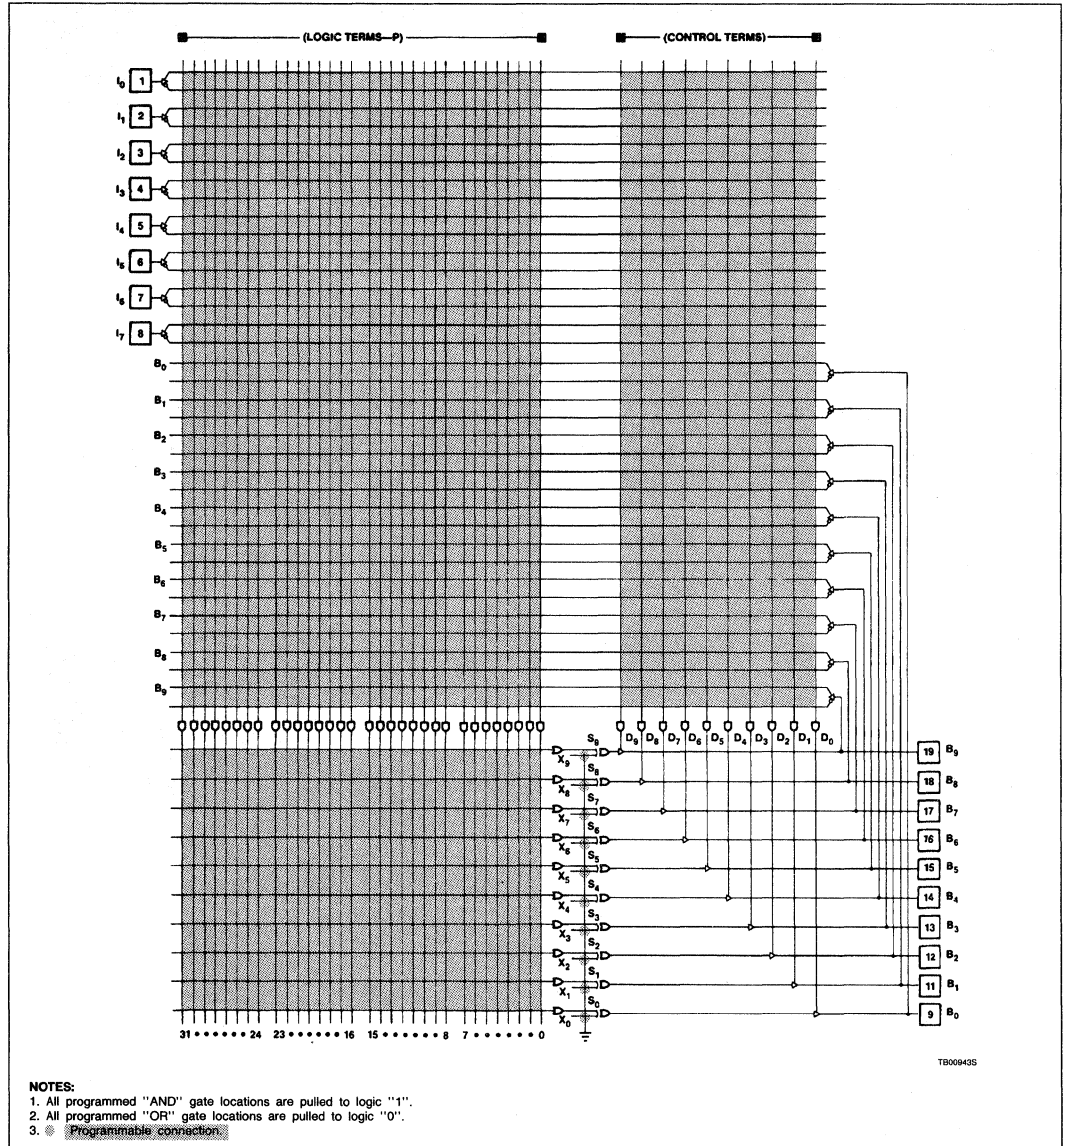 (LOGIC TERMS—P) (CONTROL TERMS)
I0 1
I1 2
I2 3
I3 4
I4 5
I5 6
I6 7
I7 8
B0
B1
B2
B3
B4
B5
B6
B7
B8
B9
D9 D8 D7 D6 D5 D4 D3 D2 D1 D0
S9
X9 19 B9
S8
X8 18 B8
S7
X7 17 B7
S6
X6 16 B6
S5
X5 15 B5
S4
X4 14 B4
S3
X3 13 B3
S2
X2 12 B2
S1
X1 11 B1
S0
X0 9 B0
31 24 23 16 15 8 7 0
TB00943S
NOTES:
1. All programmed "AND" gate locations are pulled to logic "1".
2. All programmed "OR" gate locations are pulled to logic "0".
3. Programmable connection.